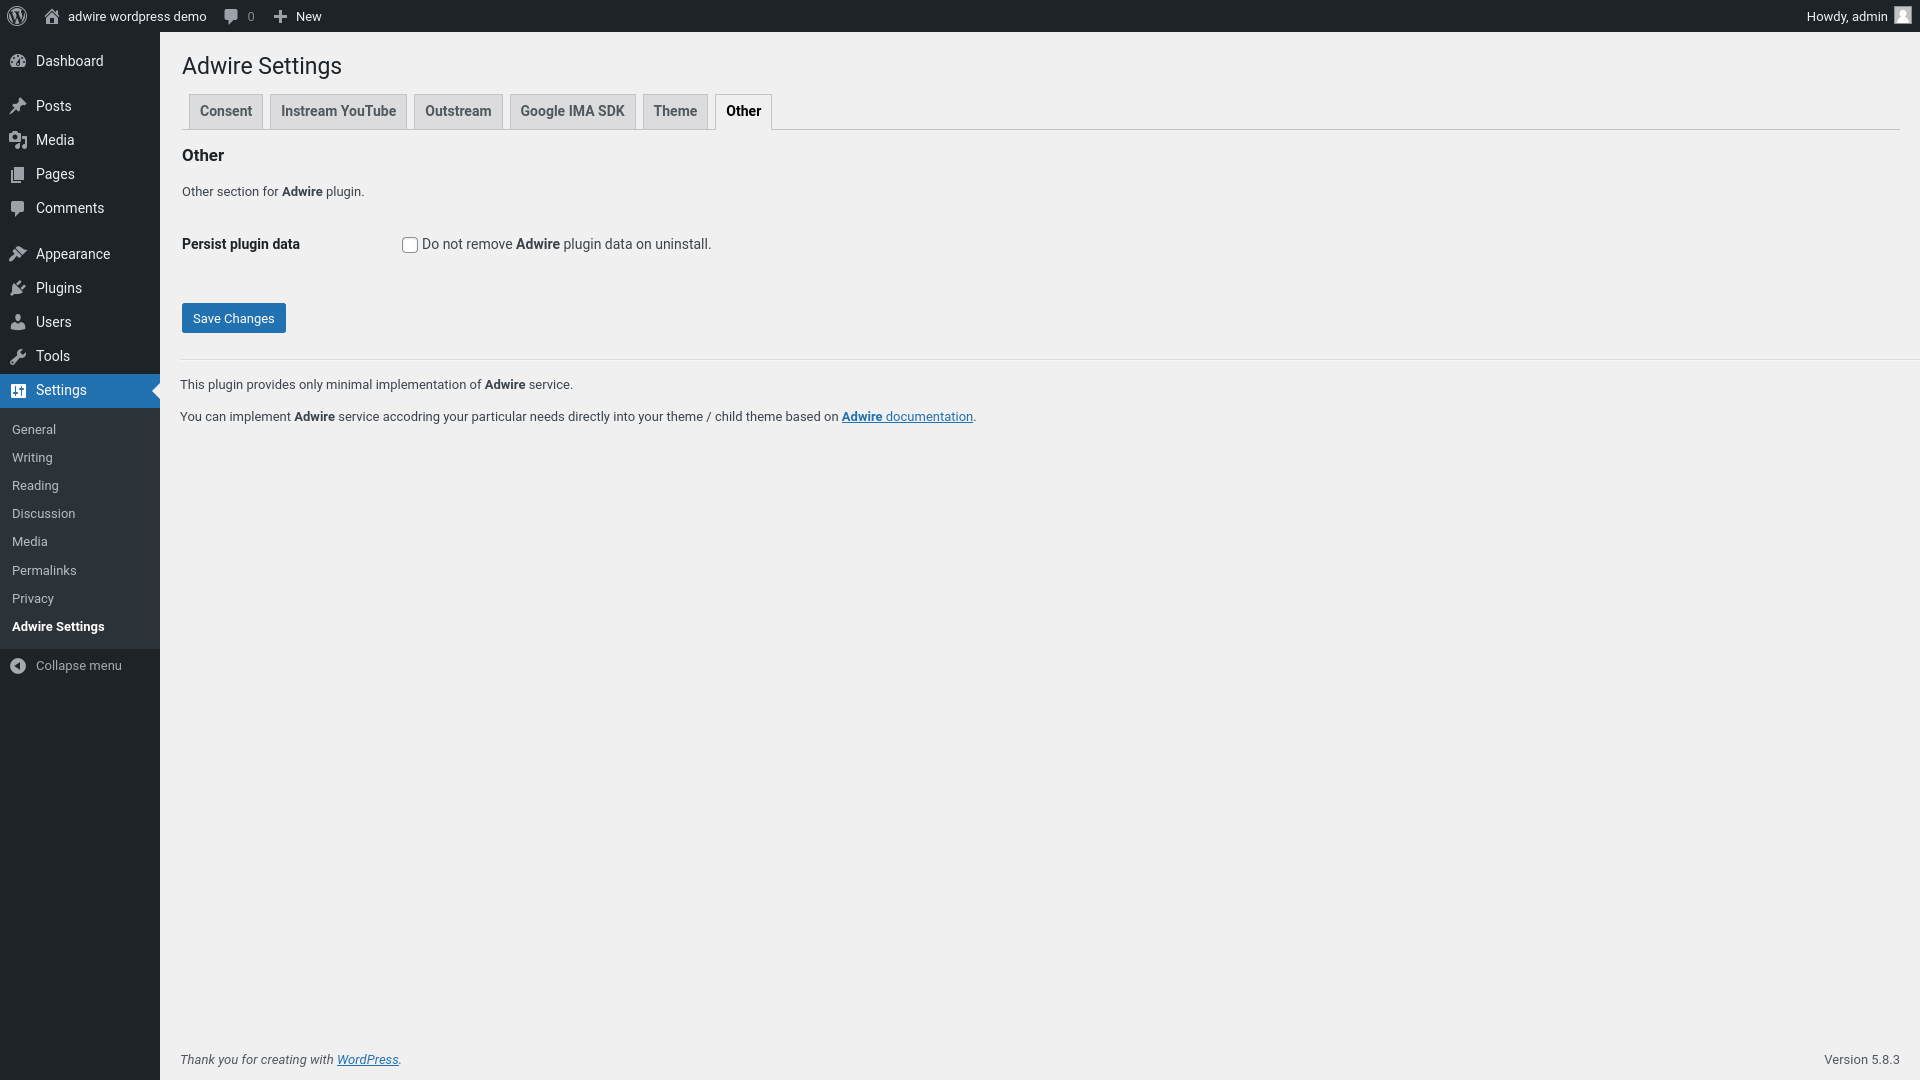 adwire wordpress demo 0 New Howdy, admin
Dashboard
Posts
Media
Pages
Comments
Appearance
Plugins
Users
Tools
Settings
General
Writing
Reading
Discussion
Media
Permalinks
Privacy
Adwire Settings
Collapse menu
Adwire Settings
Consent Instream YouTube Outstream Google IMA SDK Theme Other
Other
Other section for Adwire plugin.
Persist plugin data Do not remove Adwire plugin data on uninstall.
Save Changes
This plugin provides only minimal implementation of Adwire service.
You can implement Adwire service accodring your particular needs directly into your theme / child theme based on Adwire documentation.
Thank you for creating with WordPress. Version 5.8.3